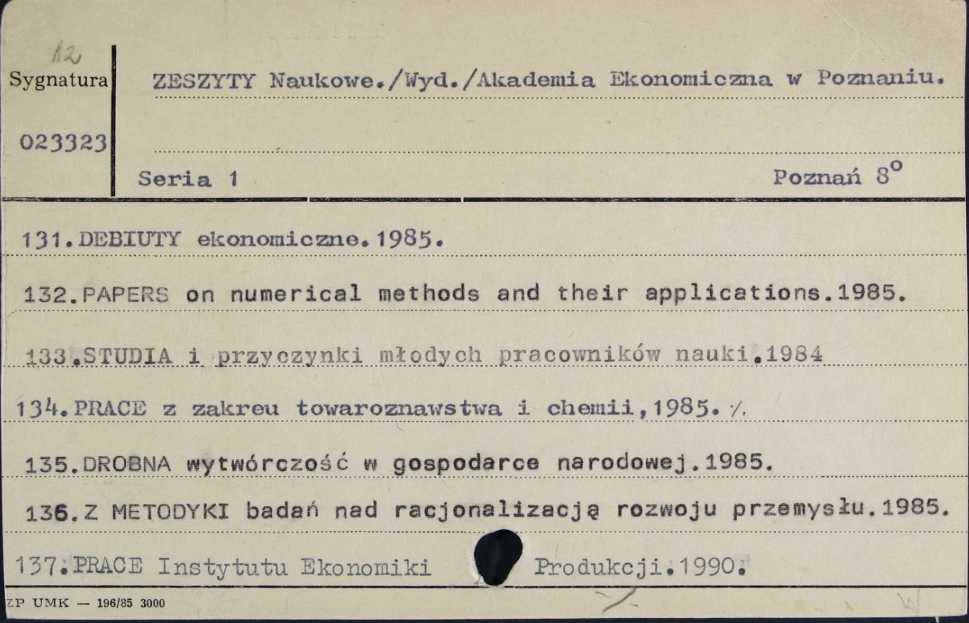 12
Sygnatura
ZESZYTY Naukowe./Wyd./Akademia Ekonomiczna w Poznaniu.
023323
Seria 1 Poznań 8°
131.DEBIUTY ekonomiczne.1985.
132.PAPERS on numerical methods and their applications.1985.
133.STUDIA i przyczynki młodych pracowników nauki.1984
134.PRACE z zakreu towaroznawstwa i chemii,1985.
135.DROBNA wytwórczość w gospodarce narodowej.1985.
136.Z METODYKI badań nad racjonalizacją rozwoju przemysłu.1985.
137.PRACE Instytutu Ekonomiki Produkcji.1990.
ZP UMK — 196/85 3000